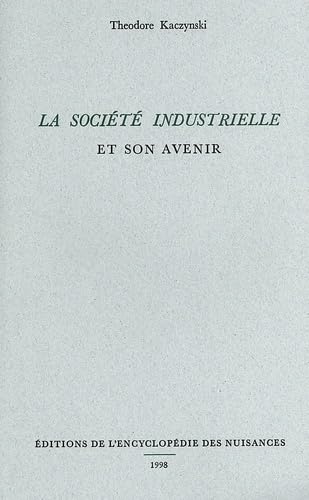 Theodore Kaczynski
LA SOCIÉTÉ INDUSTRIELLE
ET SON AVENIR
ÉDITIONS DE L'ENCYCLOPÉDIE DES NUISANCES
1998